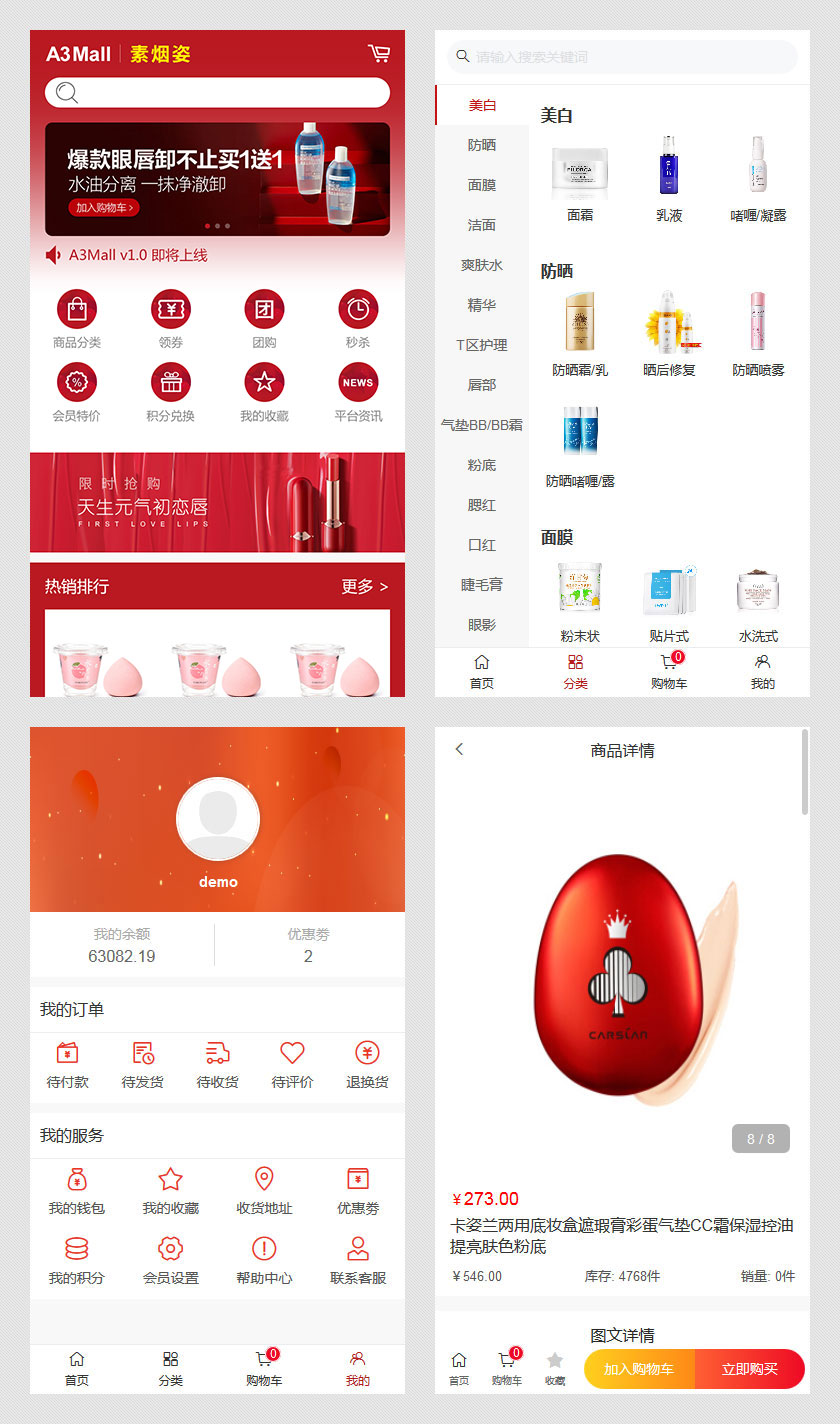 A3Mall | 素烟姿
爆款眼唇卸不止买1送1
水油分离 一抹净澈卸
加入购物车 >
A3Mall v1.0 即将上线
商品分类 领券 团购 秒杀
NEWS
会员特价 积分兑换 我的收藏 平台资讯
限时抢购
天生元气初恋唇
FIRST LOVE LIPS
热销排行 更多 >
请输入搜索关键词
美白
防晒
面膜
洁面
爽肤水
精华
T区护理
唇部
气垫BB/BB霜
粉底
腮红
口红
睫毛膏
眼影
美白
面霜 乳液 啫喱/凝露
防晒
防晒霜/乳 晒后修复 防晒喷雾
防晒啫喱/露
面膜
粉末状 贴片式 水洗式
0
首页 分类 购物车 我的
demo
我的余额 优惠劵
63082.19 2
我的订单
待付款 待发货 待收货 待评价 退换货
我的服务
我的钱包 我的收藏 收货地址 优惠劵
我的积分 会员设置 帮助中心 联系客服
0
首页 分类 购物车 我的
商品详情
CARSLAN
8 / 8
￥273.00
卡姿兰两用底妆盒遮瑕膏彩蛋气垫CC霜保湿控油
提亮肤色粉底
￥546.00 库存: 4768件 销量: 0件
图文详情
0
首页 购物车 收藏 加入购物车 立即购买